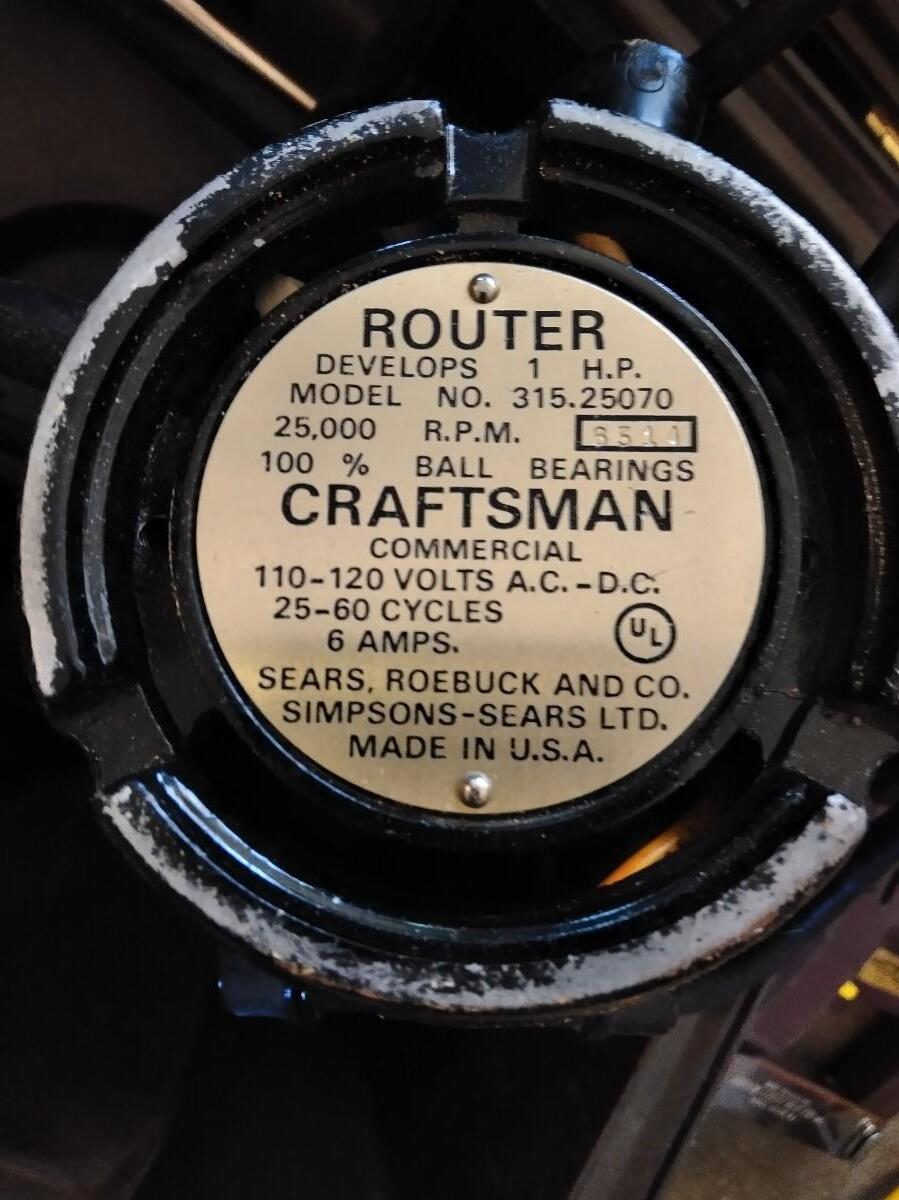 ROUTER
DEVELOPS 1 H.P.
MODEL NO. 315.25070
25,000 R.P.M.
100 % BALL BEARINGS
CRAFTSMAN
COMMERCIAL
110-120 VOLTS A.C.-D.C.
25-60 CYCLES
6 AMPS.
UL
SEARS, ROEBUCK AND CO.
SIMPSONS-SEARS LTD.
MADE IN U.S.A.